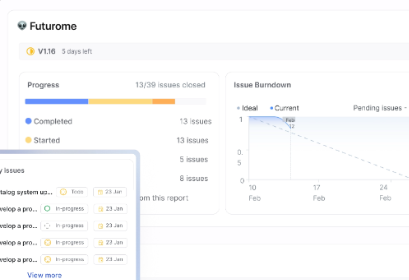 Futurome
V1.16 5 days left
Progress 13/39 issues closed
Completed 13 issues
Started 13 issues
5 issues
8 issues
om this report
Issue Burndown
Ideal Current Pending issues -
1
0.
5
0
Feb
12
10
Feb
17
Feb
24
Feb
y Issues
atalog system up... Todo 23 Jan
velop a pro... In-progress 23 Jan
velop a pro... In-progress 23 Jan
velop a pro... In-progress 27 Jan
velop a pro... In-progress 23 Jan
View more